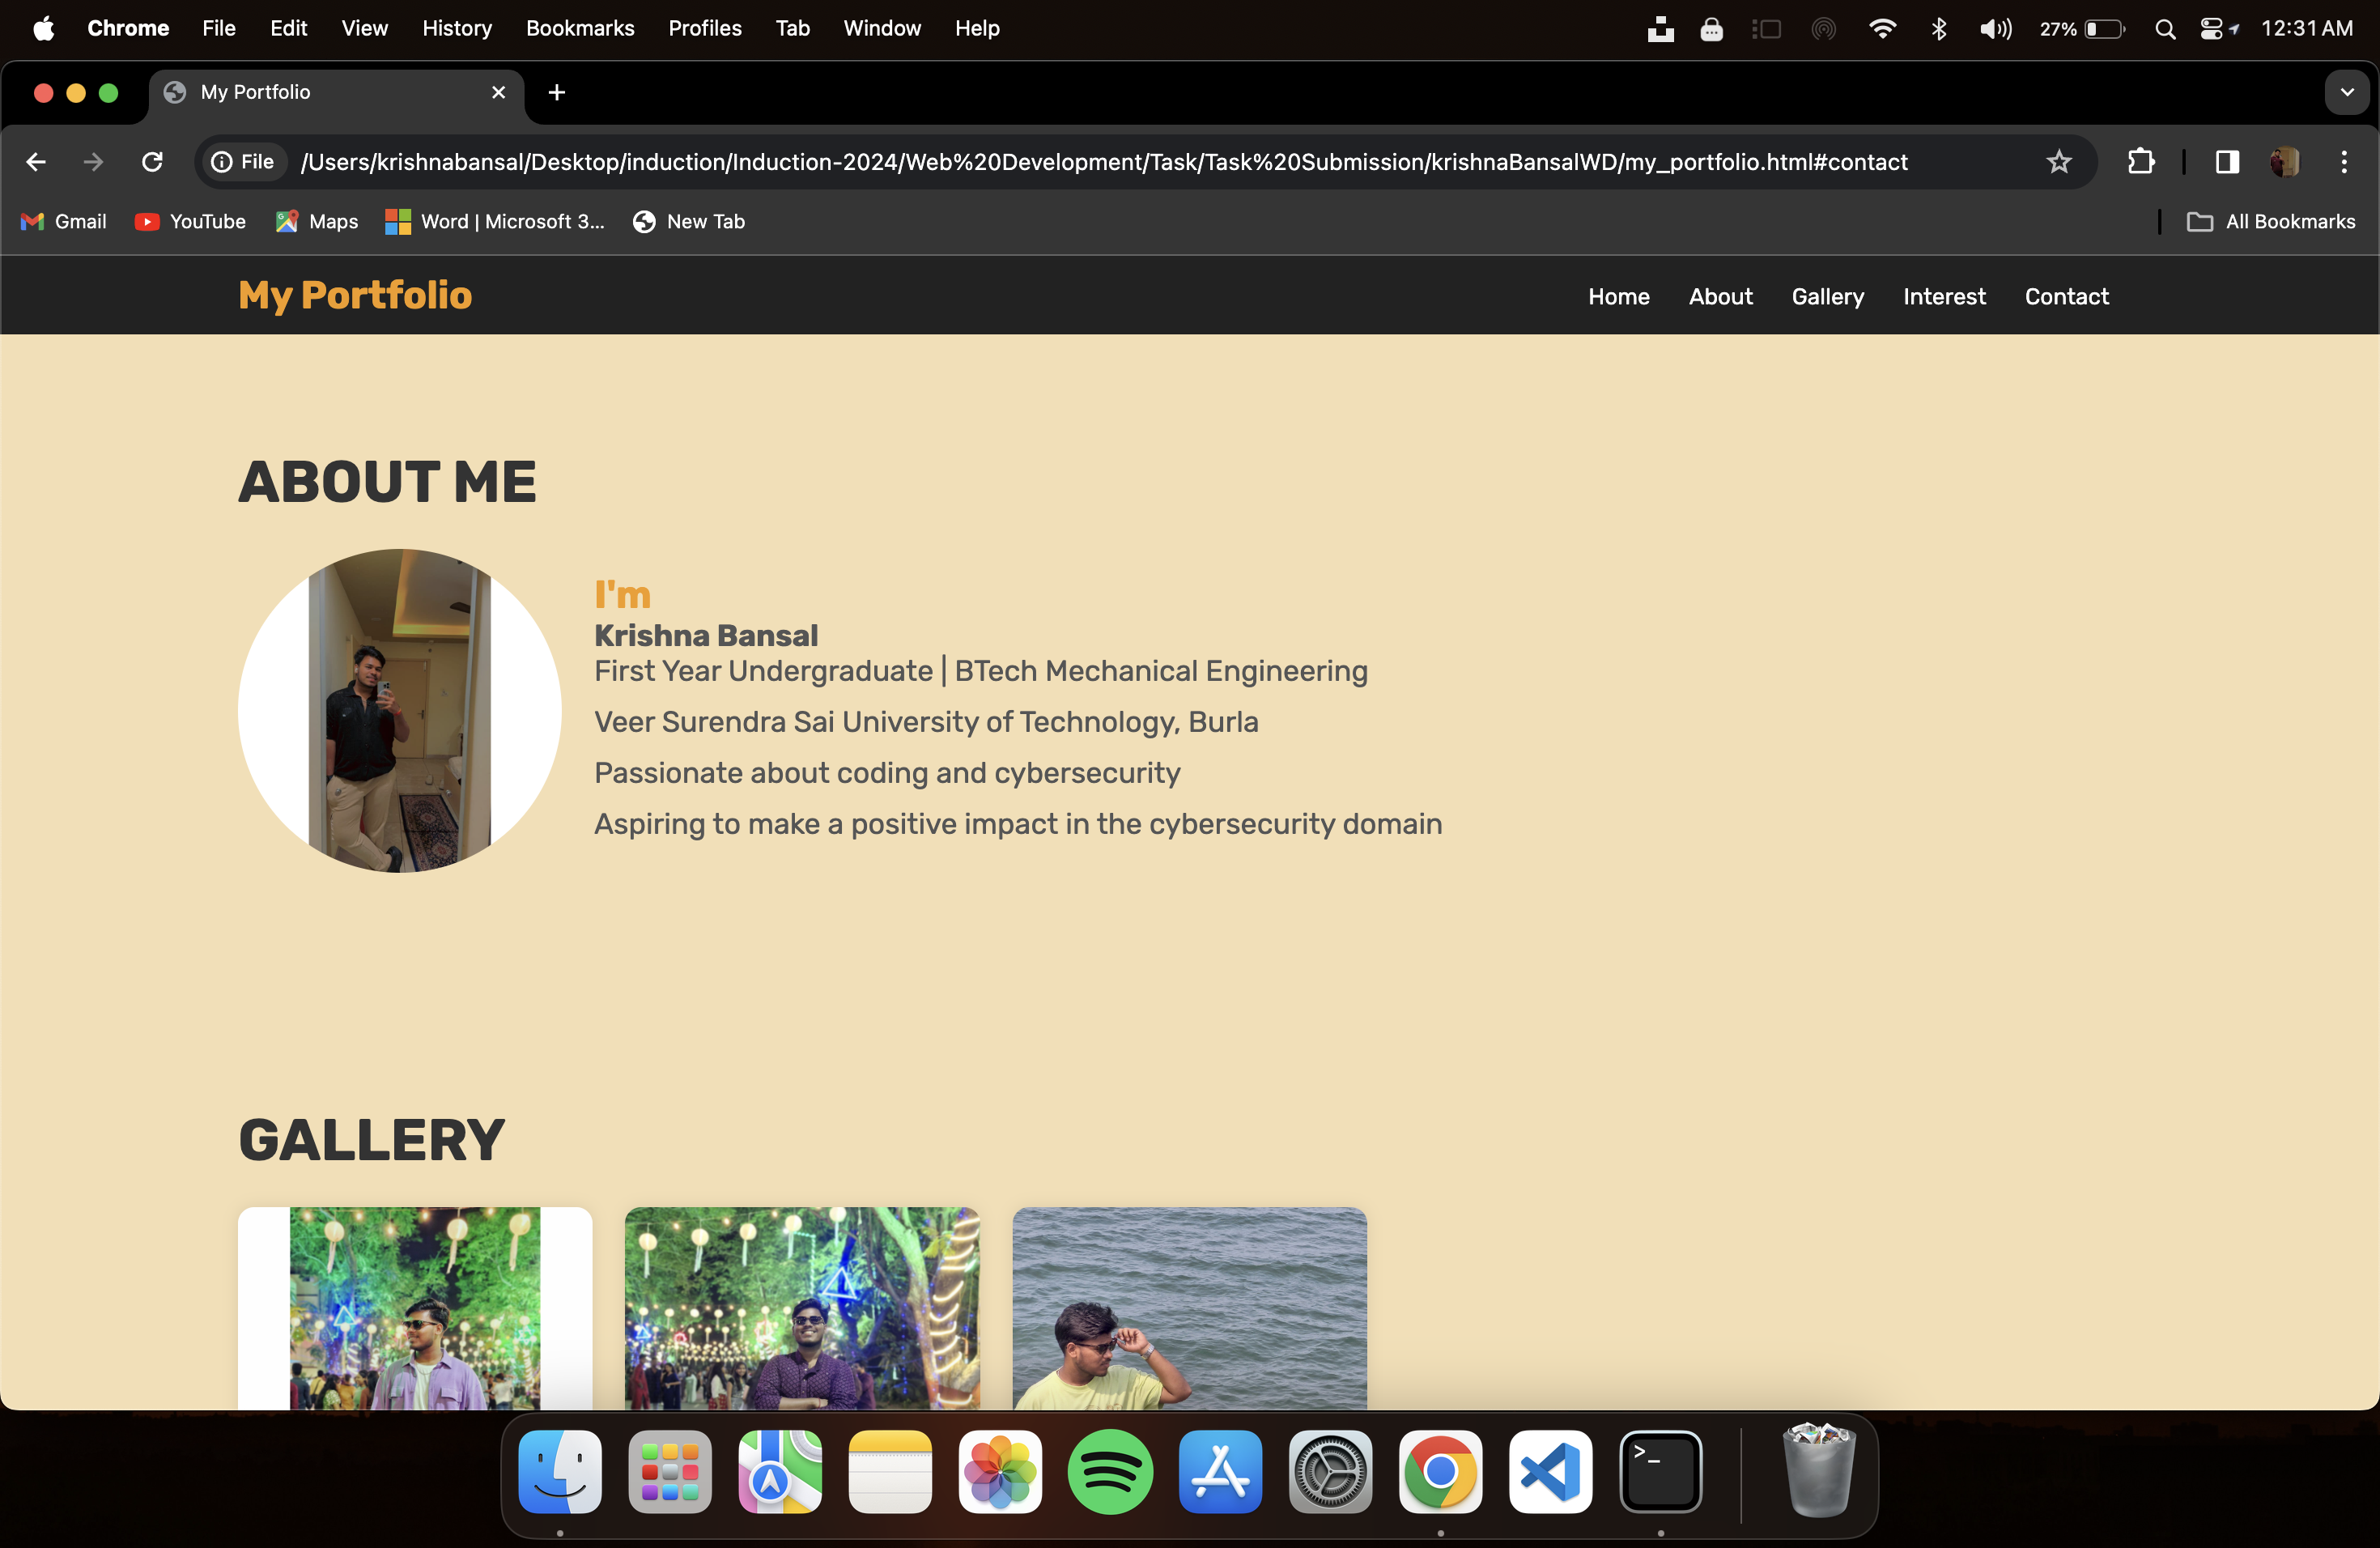 Chrome File Edit View History Bookmarks Profiles Tab Window Help 27% 12:31 AM
My Portfolio
File /Users/krishnabansal/Desktop/induction/Induction-2024/Web%20Development/Task/Task%20Submission/krishnaBansalWD/my_portfolio.html#contact
Gmail YouTube Maps Word | Microsoft 3... New Tab All Bookmarks
My Portfolio Home About Gallery Interest Contact
ABOUT ME
I'm
Krishna Bansal
First Year Undergraduate | BTech Mechanical Engineering
Veer Surendra Sai University of Technology, Burla
Passionate about coding and cybersecurity
Aspiring to make a positive impact in the cybersecurity domain
GALLERY